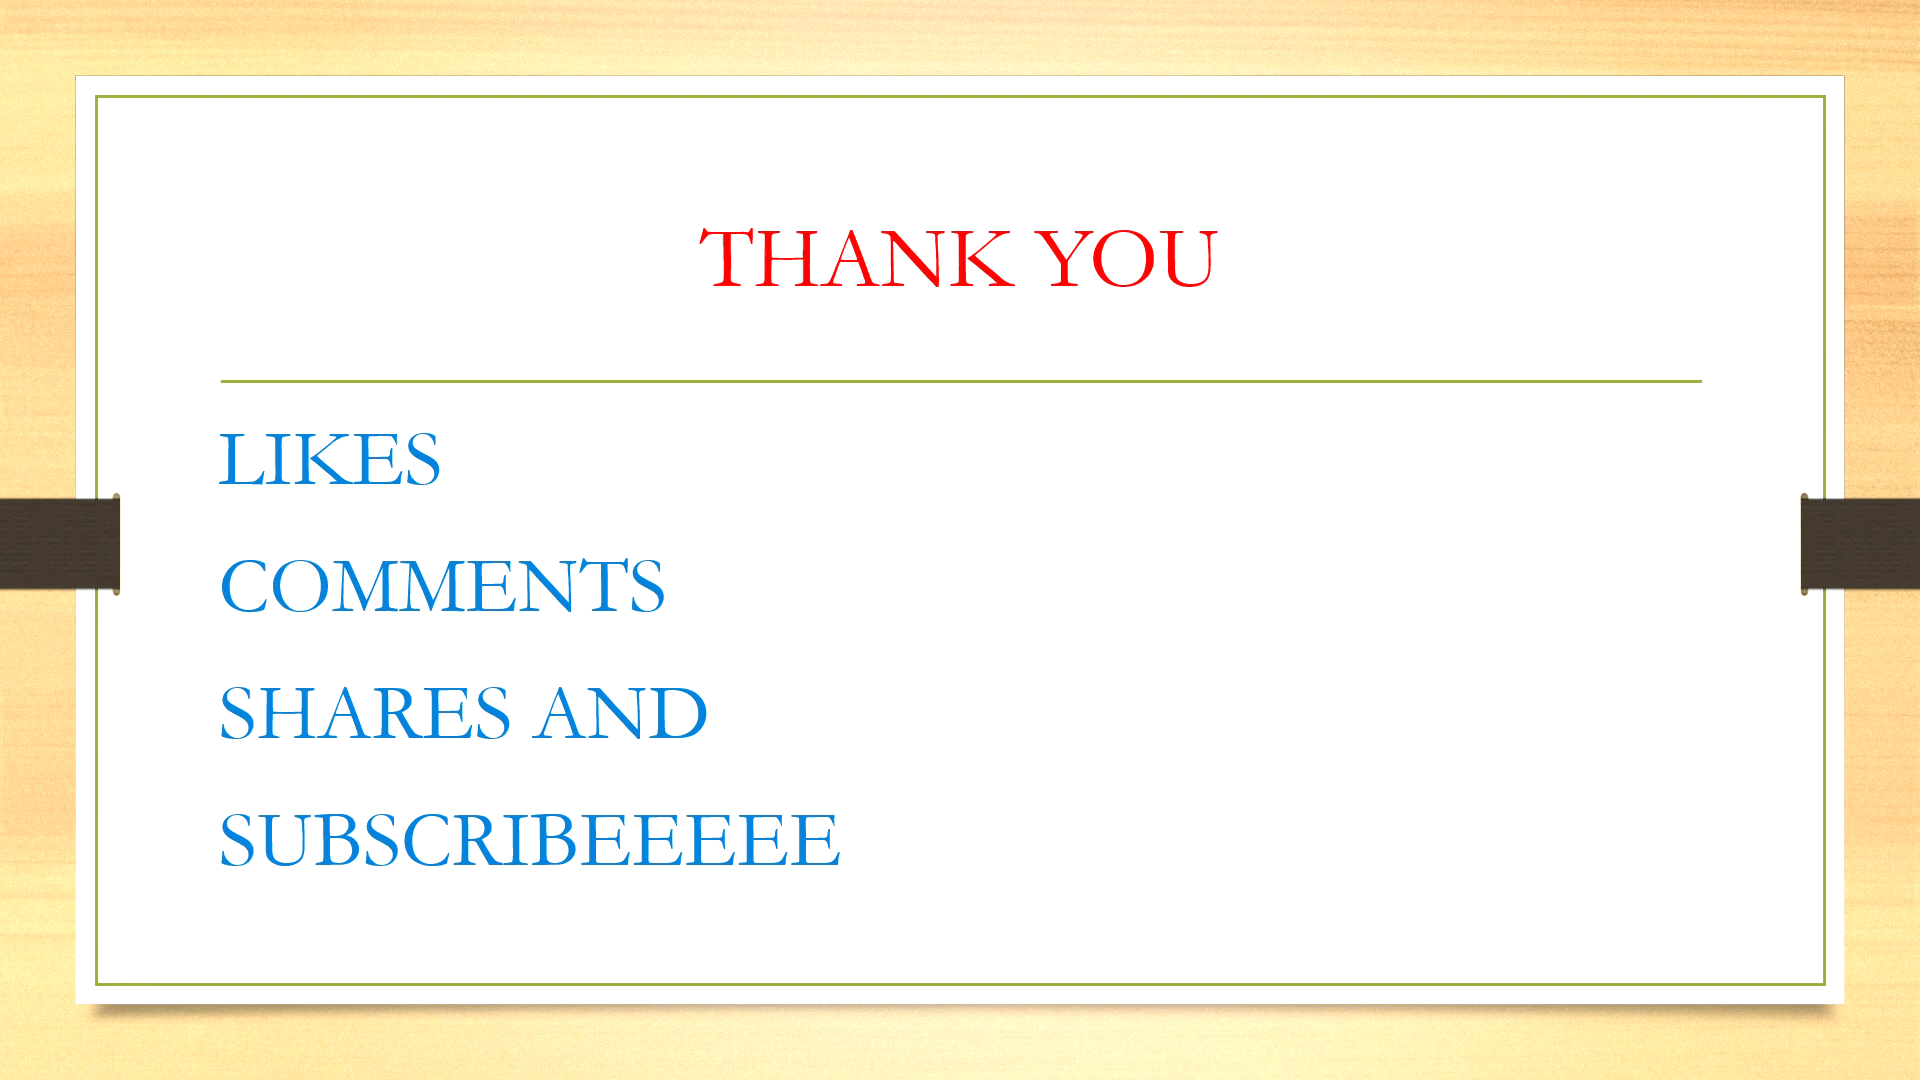 THANK YOU
LIKES
COMMENTS
SHARES AND
SUBSCRIBEEEEE